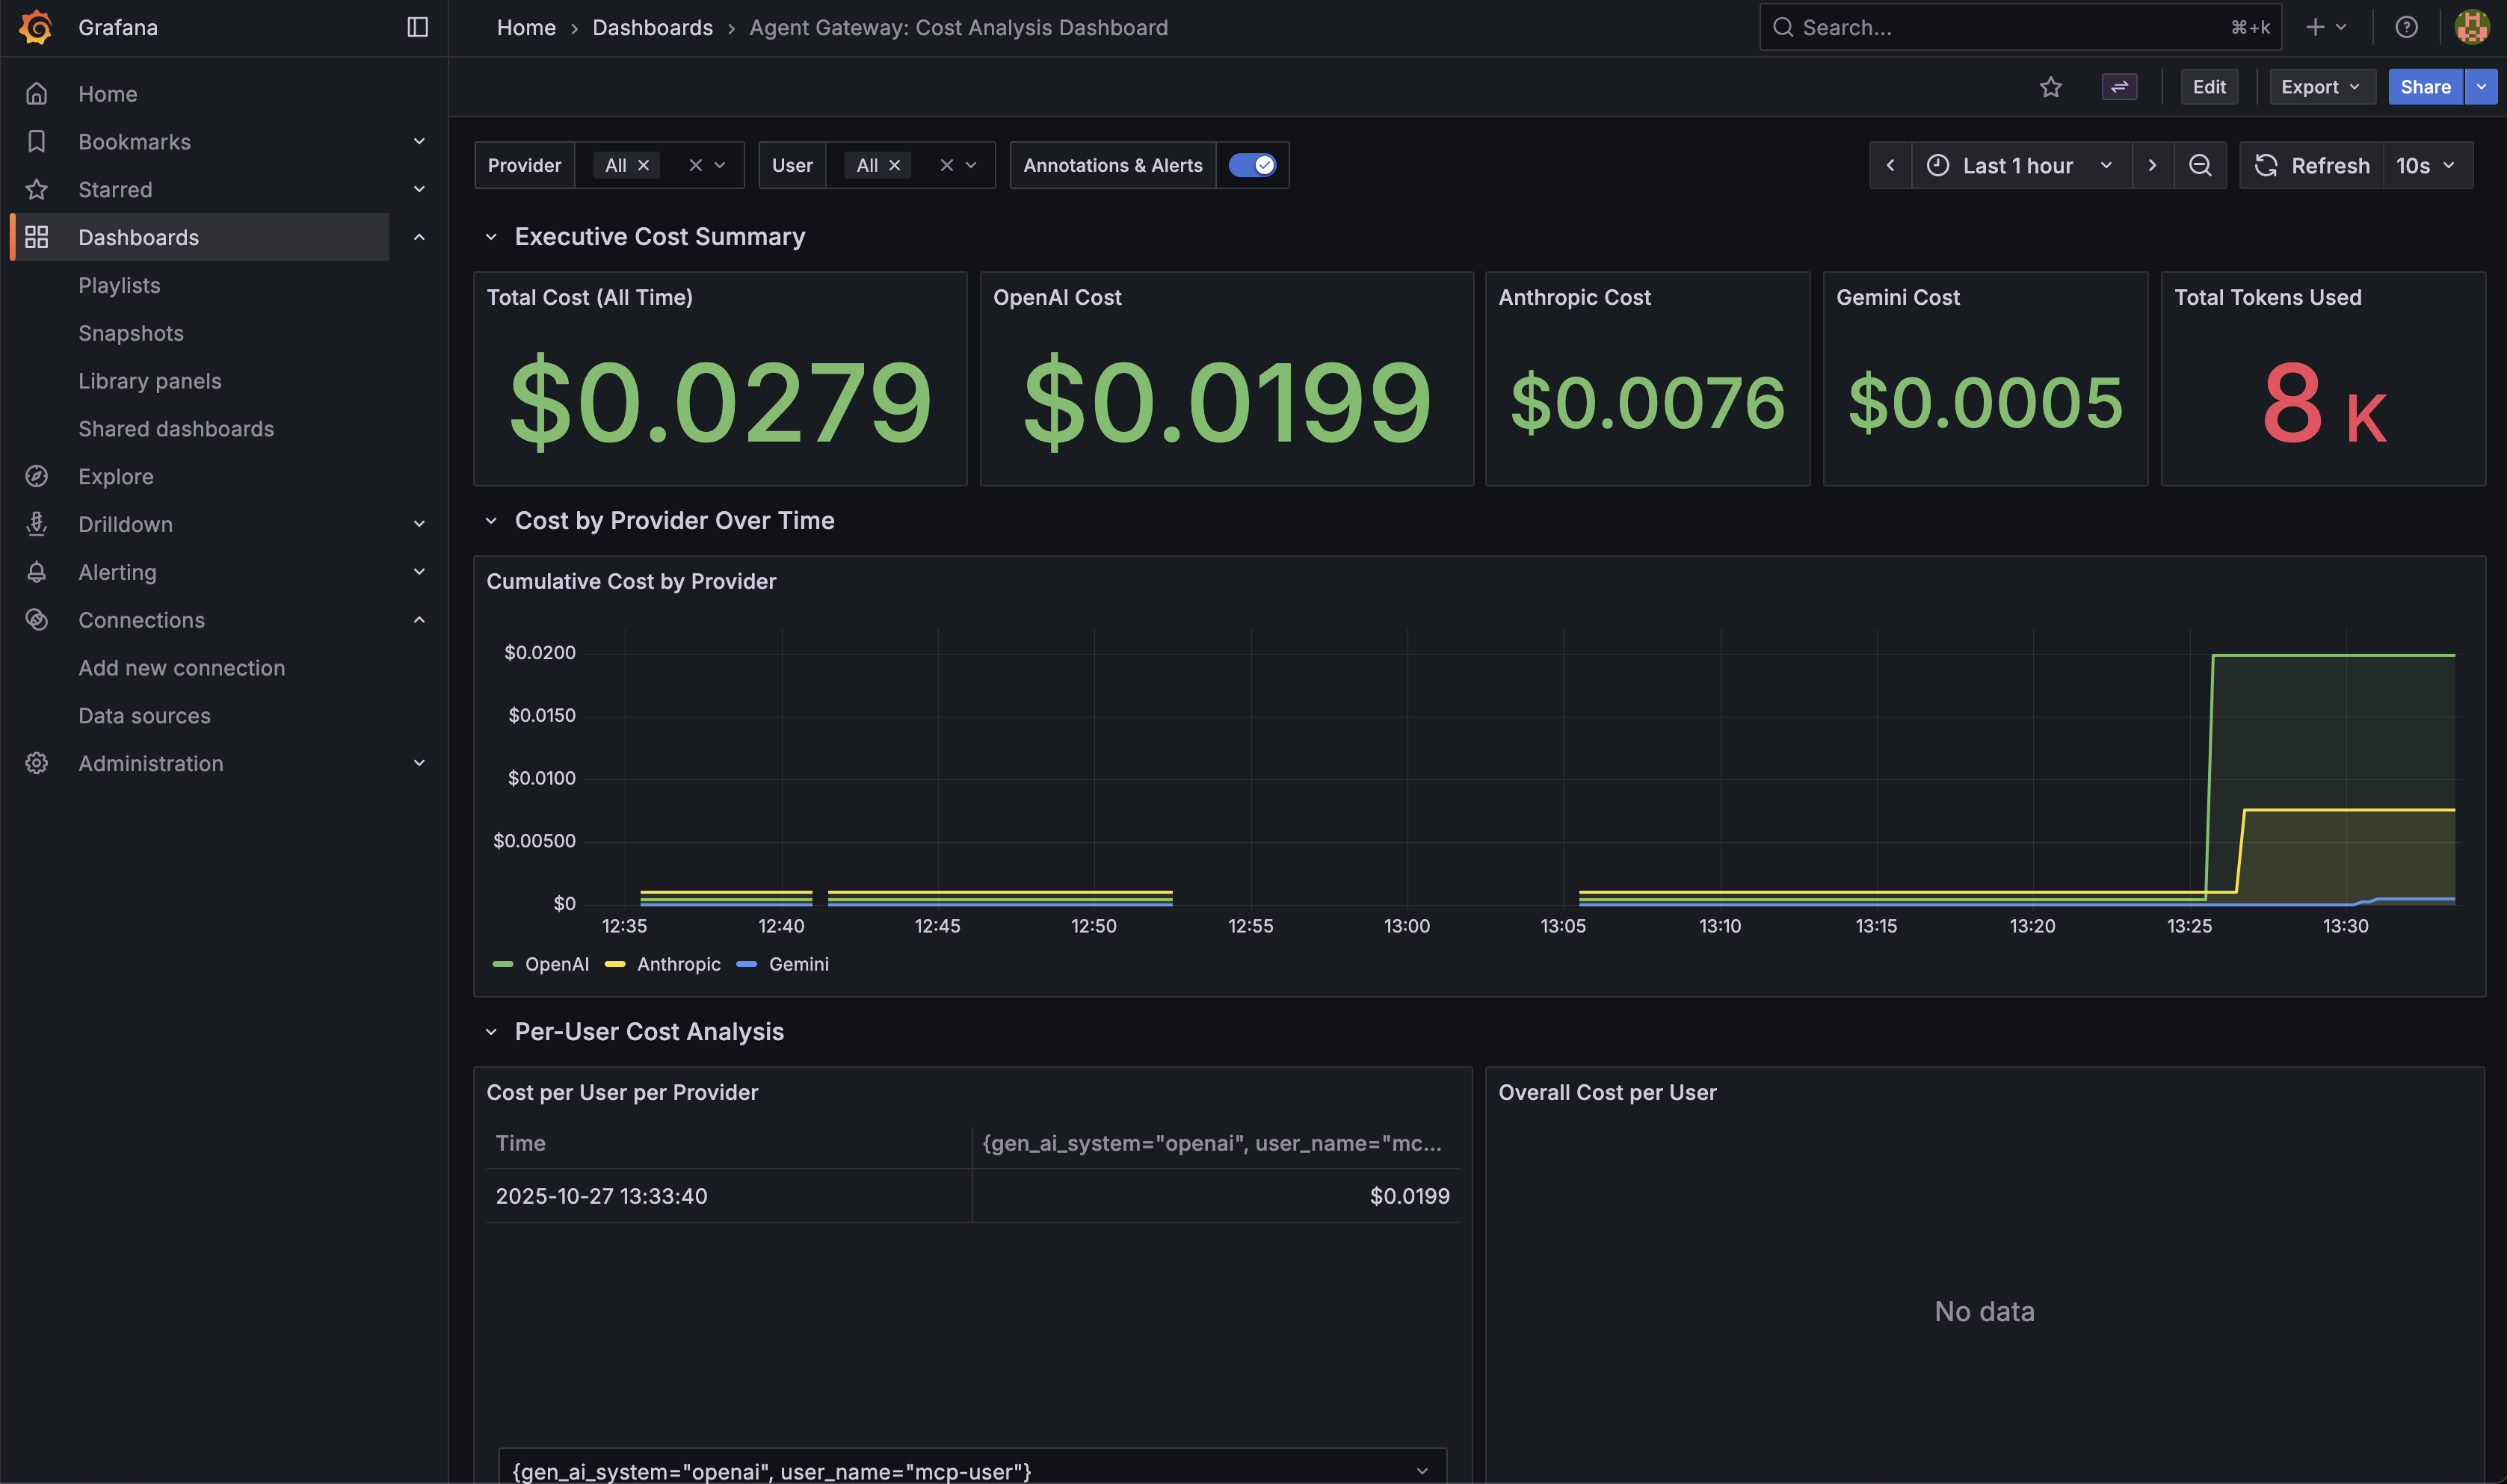 Grafana
Home
Bookmarks
Starred
Dashboards
Playlists
Snapshots
Library panels
Shared dashboards
Explore
Drilldown
Alerting
Connections
Add new connection
Data sources
Administration
Home › Dashboards › Agent Gateway: Cost Analysis Dashboard
Search... ⌘+k
Edit Export Share
Provider All User All Annotations & Alerts Last 1 hour Refresh 10s
Executive Cost Summary
Total Cost (All Time)
$0.0279
OpenAI Cost
$0.0199
Anthropic Cost
$0.0076
Gemini Cost
$0.0005
Total Tokens Used
8 K
Cost by Provider Over Time
Cumulative Cost by Provider
$0.0200
$0.0150
$0.0100
$0.00500
$0
12:35 12:40 12:45 12:50 12:55 13:00 13:05 13:10 13:15 13:20 13:25 13:30
OpenAI Anthropic Gemini
Per-User Cost Analysis
Cost per User per Provider
Time {gen_ai_system="openai", user_name="mc...
2025-10-27 13:33:40 $0.0199
{gen_ai_system="openai", user_name="mcp-user"}
Overall Cost per User
No data